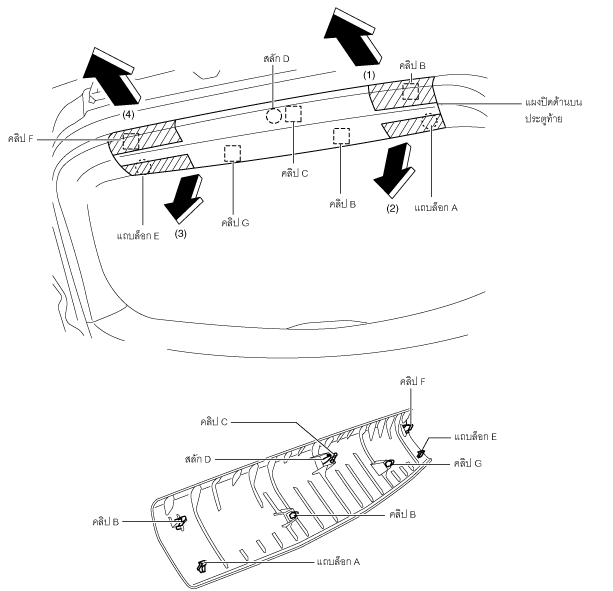 สลัก D
(1)
คลิป B
แผงปิดด้านบน
ประตูท้าย
(4)
คลิป F
คลิป C
คลิป B
(2)
แถบล็อก A
คลิป G
แถบล็อก E
(3)
คลิป F
คลิป C
แถบล็อก E
สลัก D
คลิป G
คลิป B
คลิป B
แถบล็อก A